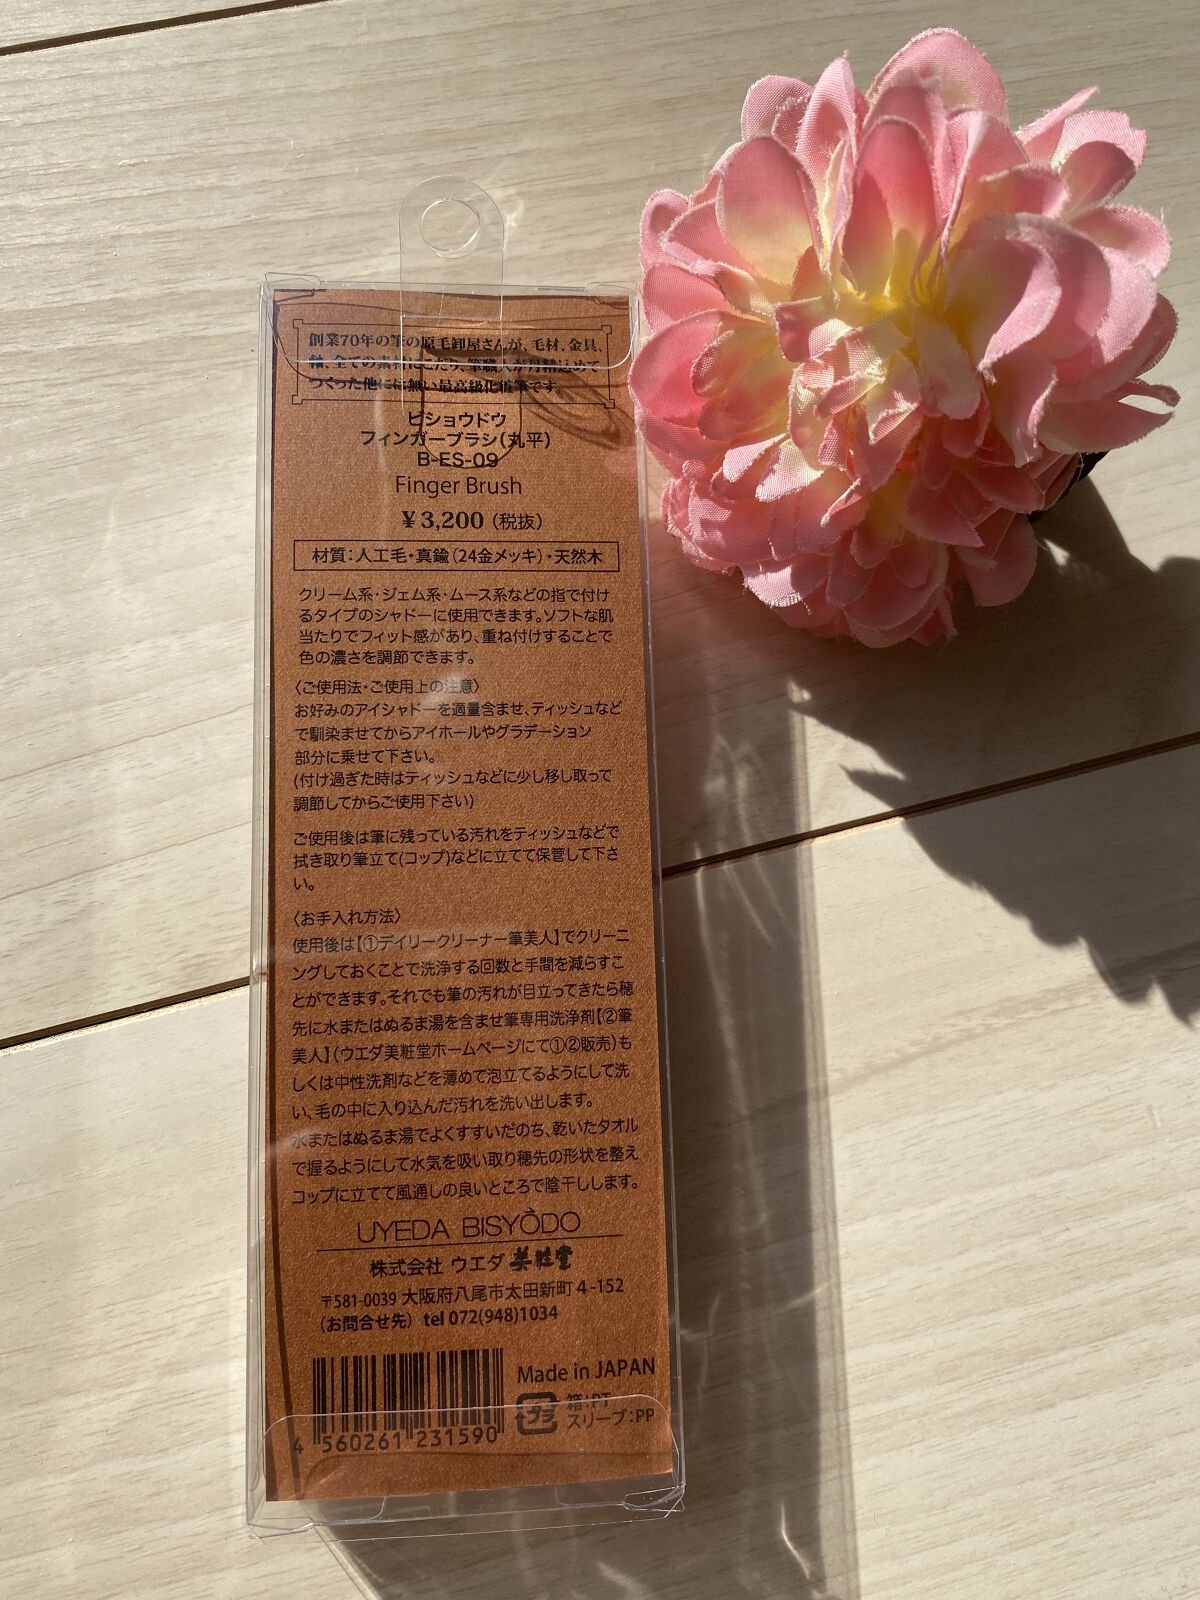 創業70年の筆の原毛卸屋さんが、毛材、金具、
軸、全ての素材にこだり、筆職人が丹精込めて
つくった他にに無い最高級化粧筆です。
ビショウドウ
フィンガーブラシ(丸平)
B-ES-09
Finger Brush
¥3,200(税抜)
材質:人工毛・真鍮(24金メッキ)・天然木
クリーム系・ジェム系・ムース系などの指で付け
るタイプのシャドーに使用できます。ソフトな肌
当たりでフィット感があり、重ね付けすることで
色の濃さを調節できます。
〈ご使用法・ご使用上の注意〉
お好みのアイシャドーを適量含ませ、ティッシュなど
で馴染ませてからアイホールやグラデーション
部分に乗せて下さい。
(付け過ぎた時はティッシュなどに少し移し取って
調節してからご使用下さい)
ご使用後は筆に残っている汚れをティッシュなどで
拭き取り筆立て(コップ)などに立てて保管して下さ
い。
〈お手入れ方法〉
使用後は【①デイリークリーナー筆美人】でクリーニ
ングしておくことで洗浄する回数と手間を減らすこ
とができます。それでも筆の汚れが目立ってきたら穂
先に水またはぬるま湯を含ませ筆専用洗浄剤【②筆
美人】(ウエダ美粧堂ホームページにて①②販売)も
しくは中性洗剤などを薄めて泡立てるようにして洗
い、毛の中に入り込んだ汚れを洗い出します。
水またはぬるま湯でよくすすいだのち、乾いたタオル
で握るようにして水気を吸い取り穂先の形状を整え
コップに立てて風通しの良いところで陰干しします。
UYEDA BISYÔDO
株式会社 ウエダ美粧堂
〒581-0039 大阪府八尾市太田新町4-152
(お問合せ先) tel 072(948)1034
Made in JAPAN
プラ
箱:PT
スリーブ:PP
4 560261 231590